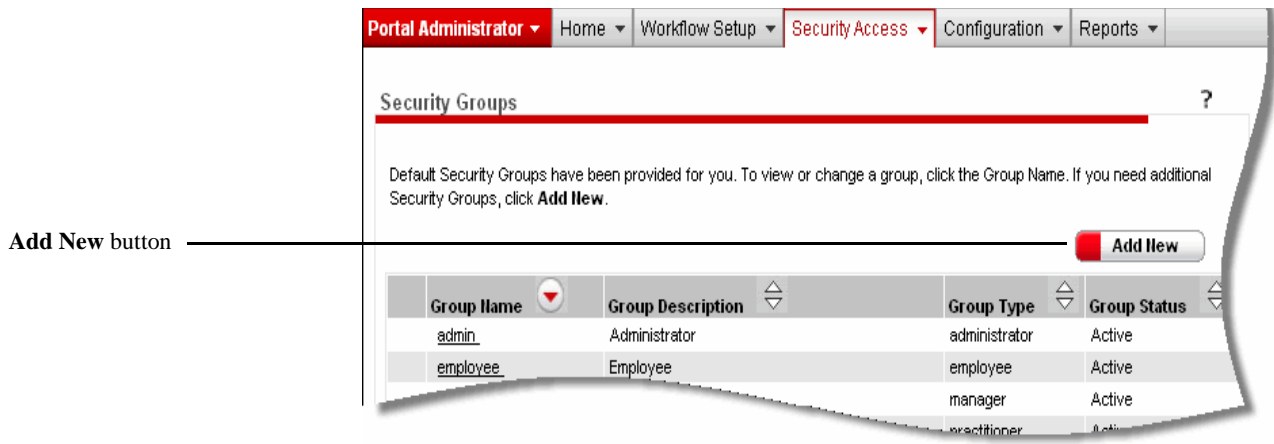 Portal Administrator Home Workflow Setup Security Access Configuration Reports
Security Groups ?
Default Security Groups have been provided for you. To view or change a group, click the Group Name. If you need additional
Security Groups, click Add New.
Add New button
Add New
Group Name Group Description Group Type Group Status
admin Administrator administrator Active
employee Employee employee Active
manager Active
practitioner Active